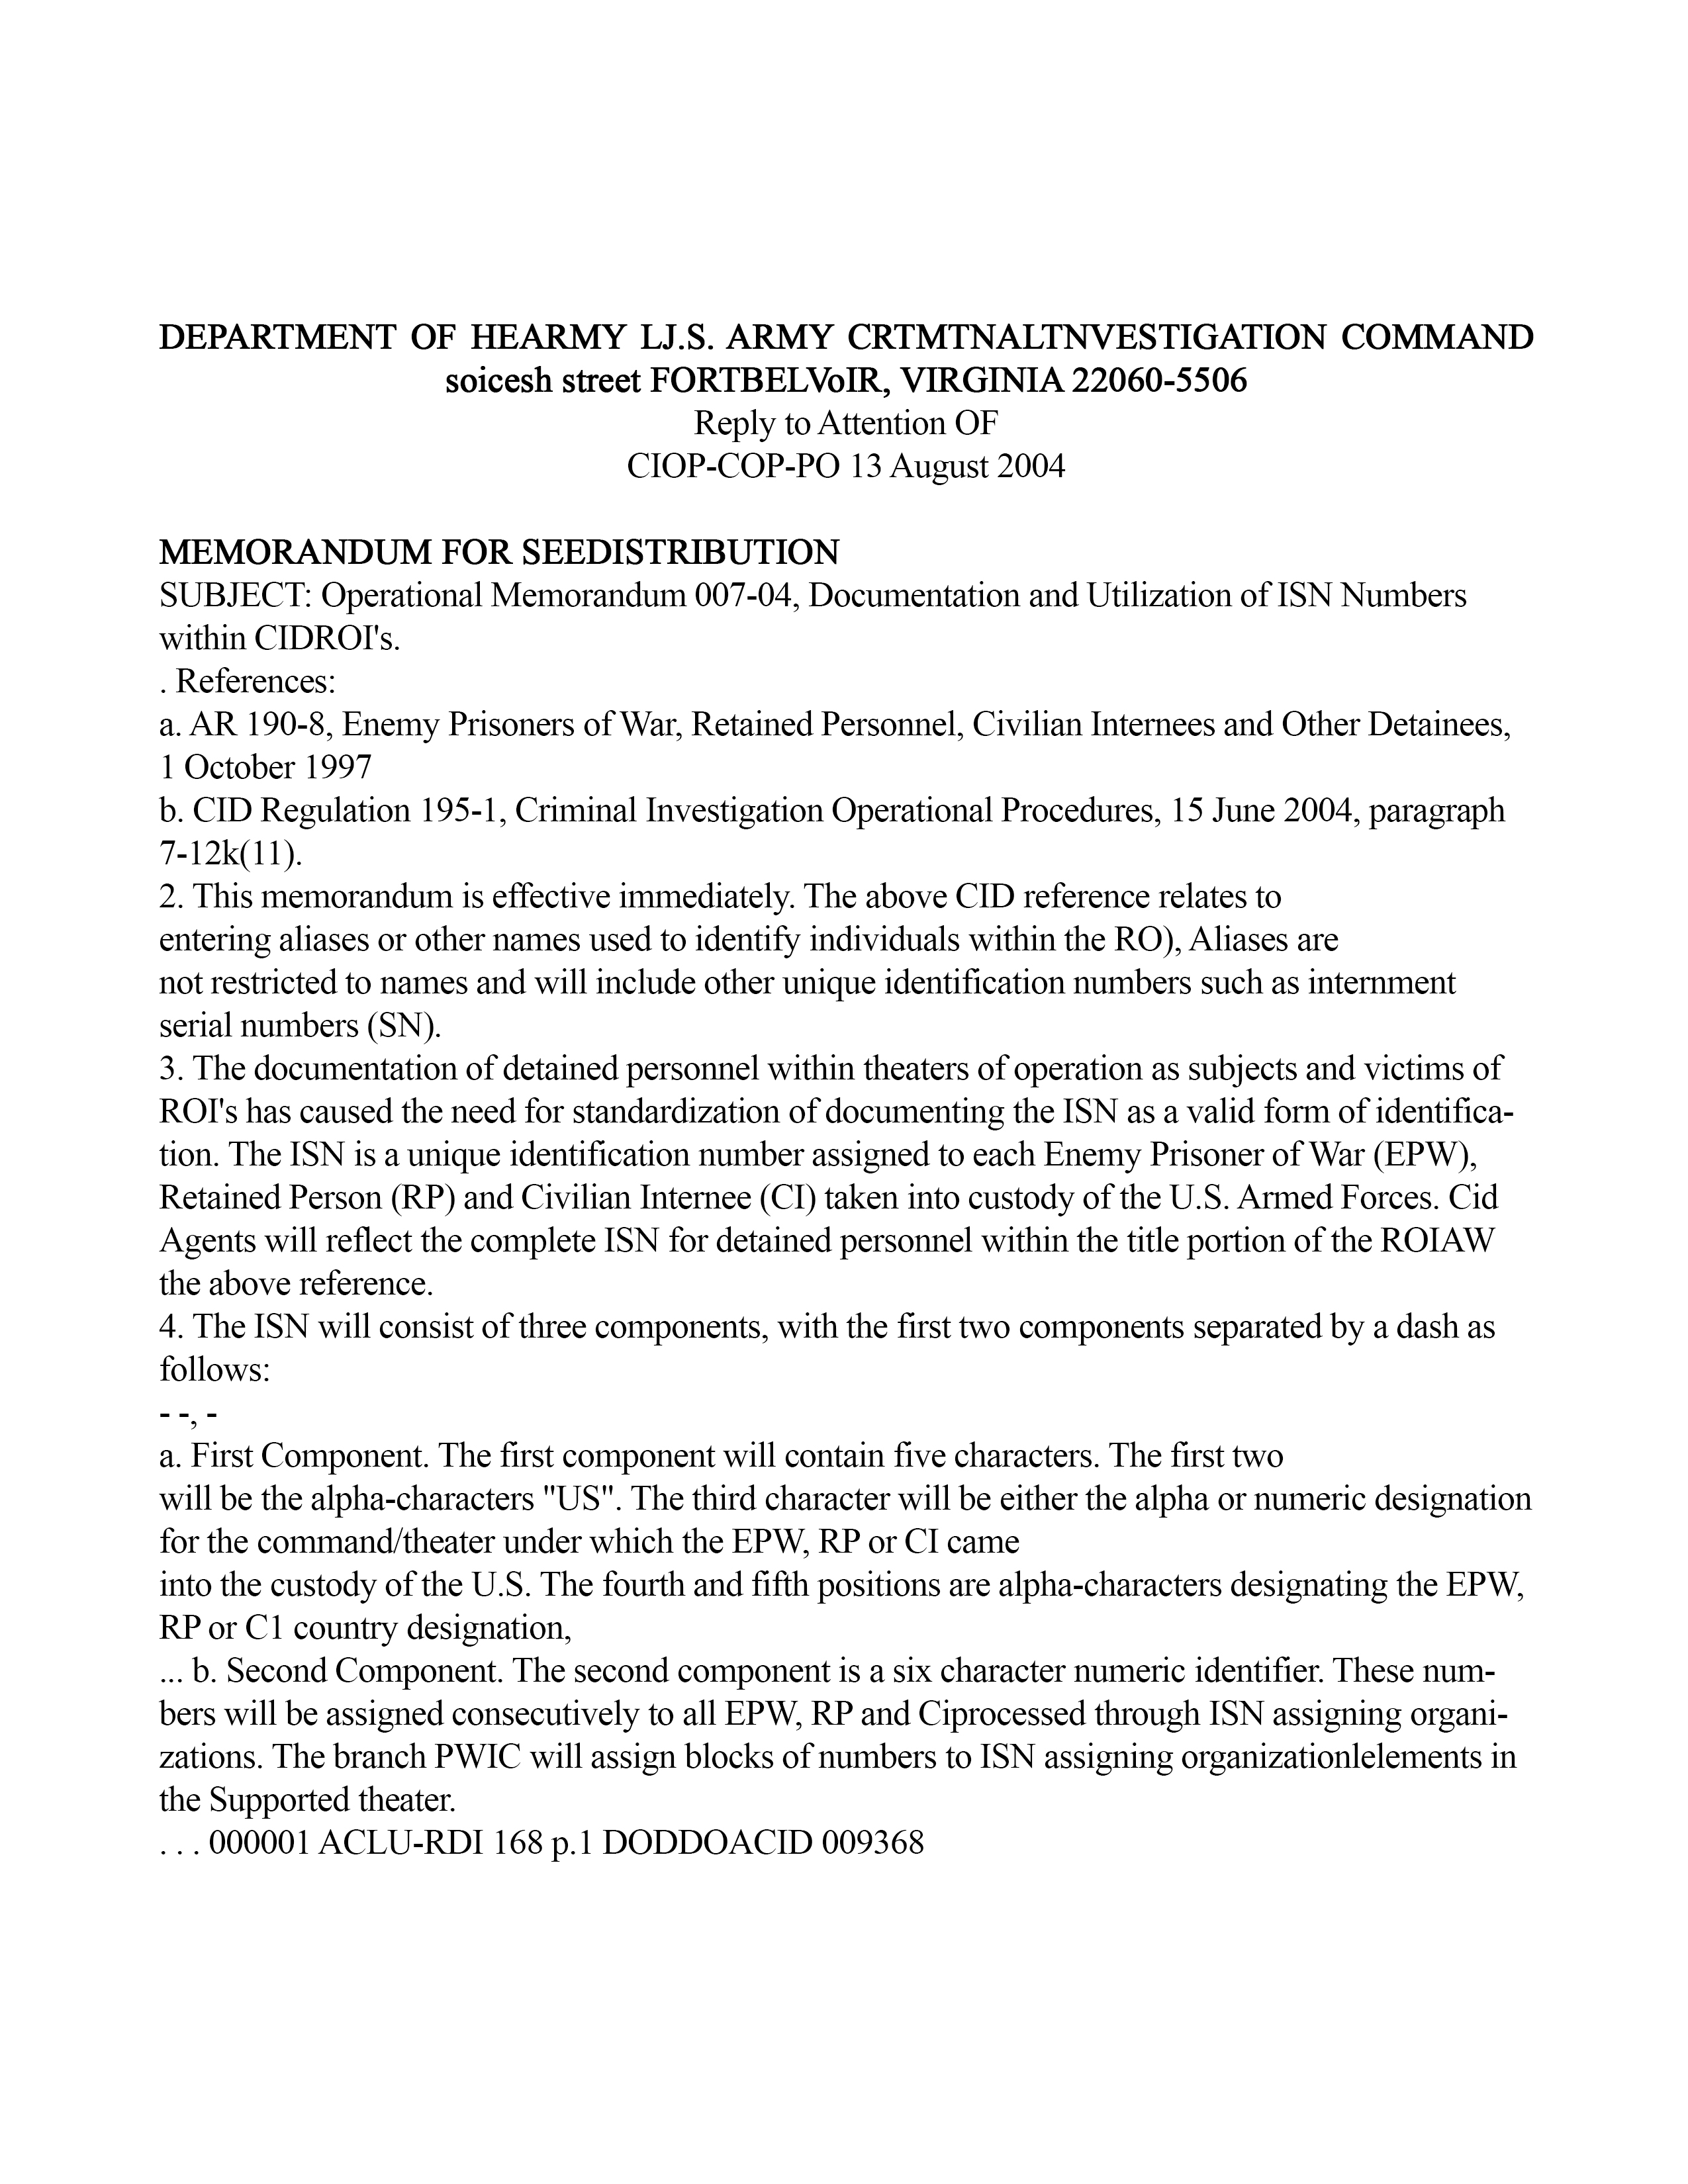 DEPARTMENT OF HEARMY LJ.S. ARMY CRTMTNALTNVESTIGATION COMMAND
soicesh street FORTBELVoIR, VIRGINIA 22060-5506
Reply to Attention OF
CIOP-COP-PO 13 August 2004
MEMORANDUM FOR SEEDISTRIBUTION
SUBJECT: Operational Memorandum 007-04, Documentation and Utilization of ISN Numbers
within CIDROI's.
. References:
a. AR 190-8, Enemy Prisoners of War, Retained Personnel, Civilian Internees and Other Detainees,
1 October 1997
b. CID Regulation 195-1, Criminal Investigation Operational Procedures, 15 June 2004, paragraph
7-12k(11).
2. This memorandum is effective immediately. The above CID reference relates to
entering aliases or other names used to identify individuals within the RO), Aliases are
not restricted to names and will include other unique identification numbers such as internment
serial numbers (SN).
3. The documentation of detained personnel within theaters of operation as subjects and victims of
ROI's has caused the need for standardization of documenting the ISN as a valid form of identifica-
tion. The ISN is a unique identification number assigned to each Enemy Prisoner of War (EPW),
Retained Person (RP) and Civilian Internee (CI) taken into custody of the U.S. Armed Forces. Cid
Agents will reflect the complete ISN for detained personnel within the title portion of the ROIAW
the above reference.
4. The ISN will consist of three components, with the first two components separated by a dash as
follows:
- -, -
a. First Component. The first component will contain five characters. The first two
will be the alpha-characters "US". The third character will be either the alpha or numeric designation
for the command/theater under which the EPW, RP or CI came
into the custody of the U.S. The fourth and fifth positions are alpha-characters designating the EPW,
RP or C1 country designation,
... b. Second Component. The second component is a six character numeric identifier. These num-
bers will be assigned consecutively to all EPW, RP and Ciprocessed through ISN assigning organi-
zations. The branch PWIC will assign blocks of numbers to ISN assigning organizationlelements in
the Supported theater.
. . . 000001 ACLU-RDI 168 p.1 DODDOACID 009368